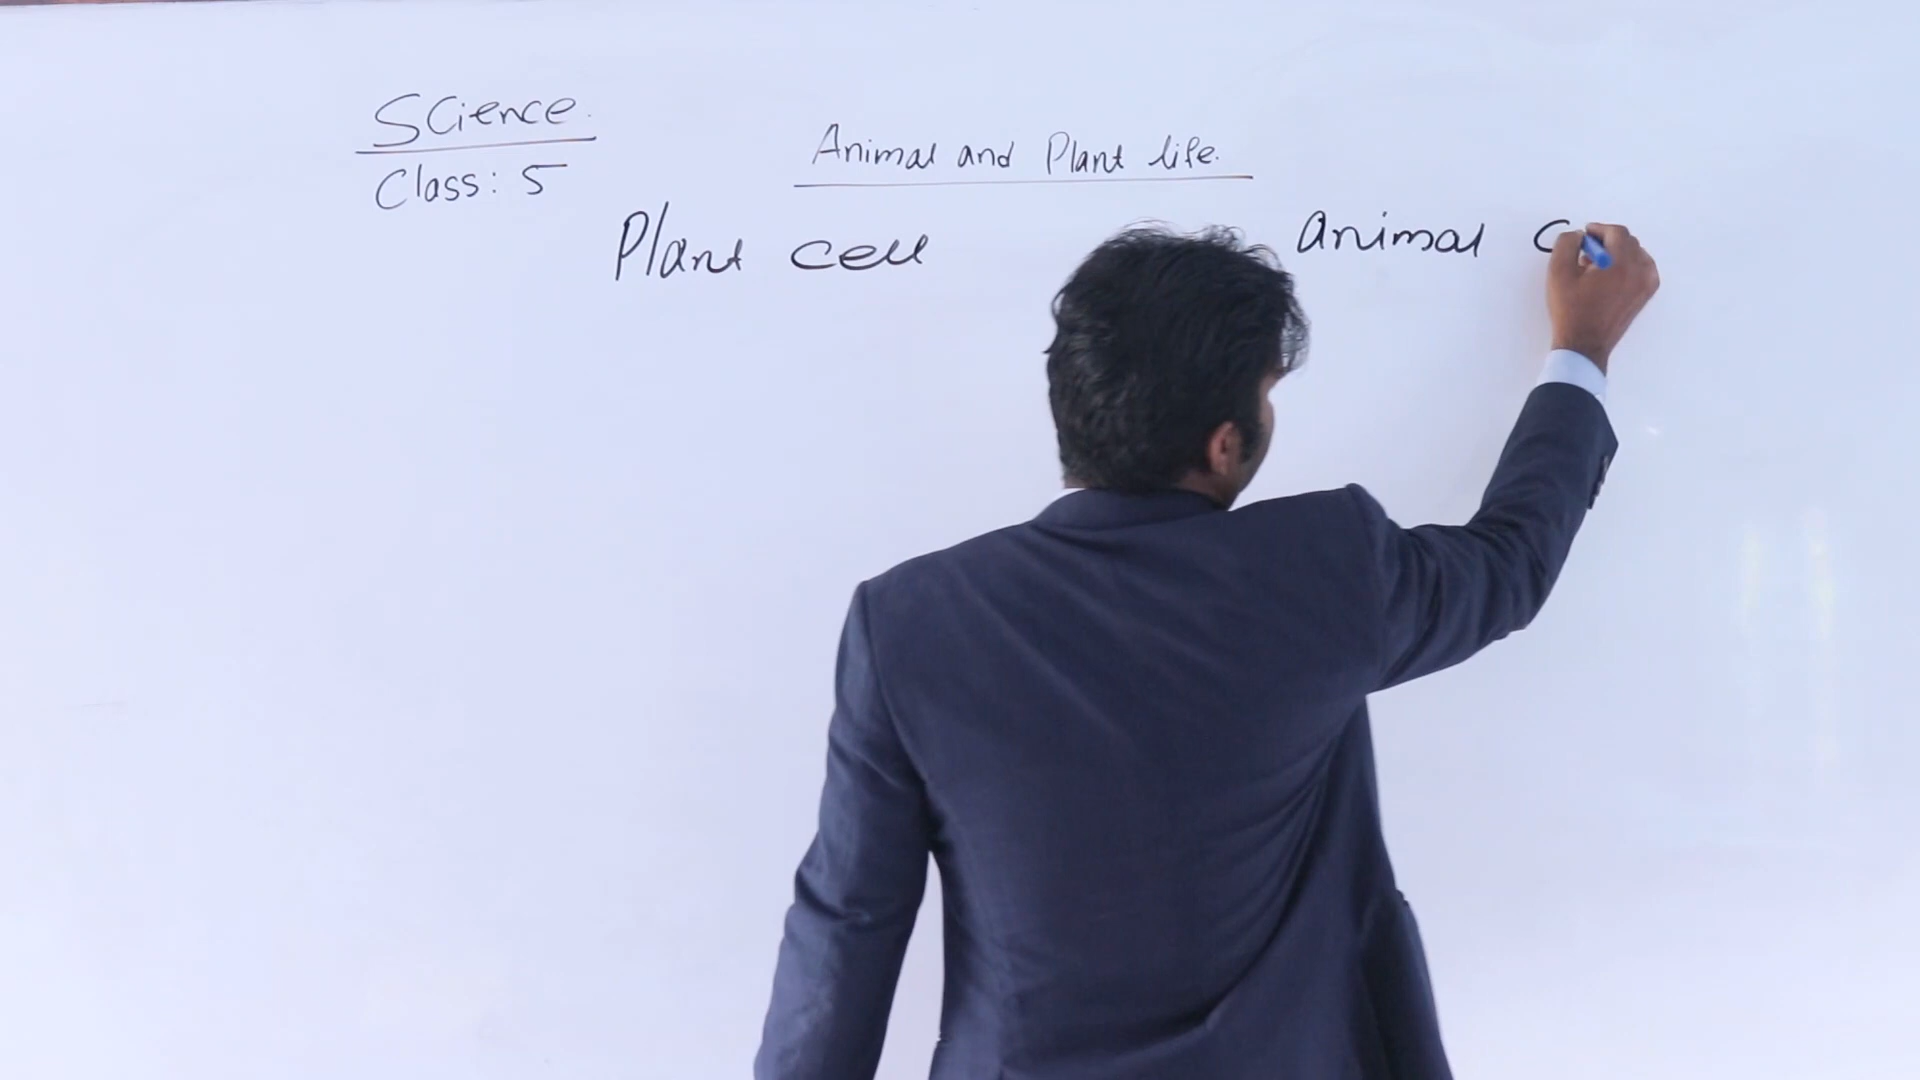 Science.
Class: 5
Animal and Plant life.
Plant cell
Animal C